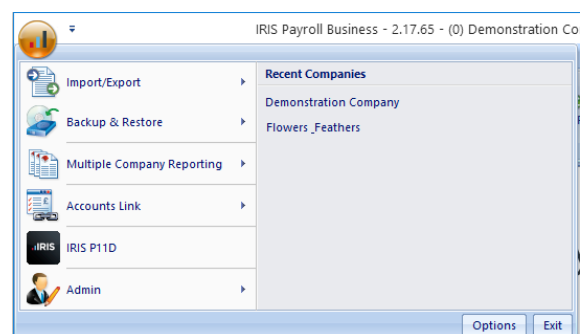 IRIS Payroll Business - 2.17.65 - (0) Demonstration Co
Import/Export
Backup & Restore
Multiple Company Reporting
Accounts Link
IRIS
IRIS P11D
Admin
Recent Companies
Demonstration Company
Flowers _Feathers
Options
Exit